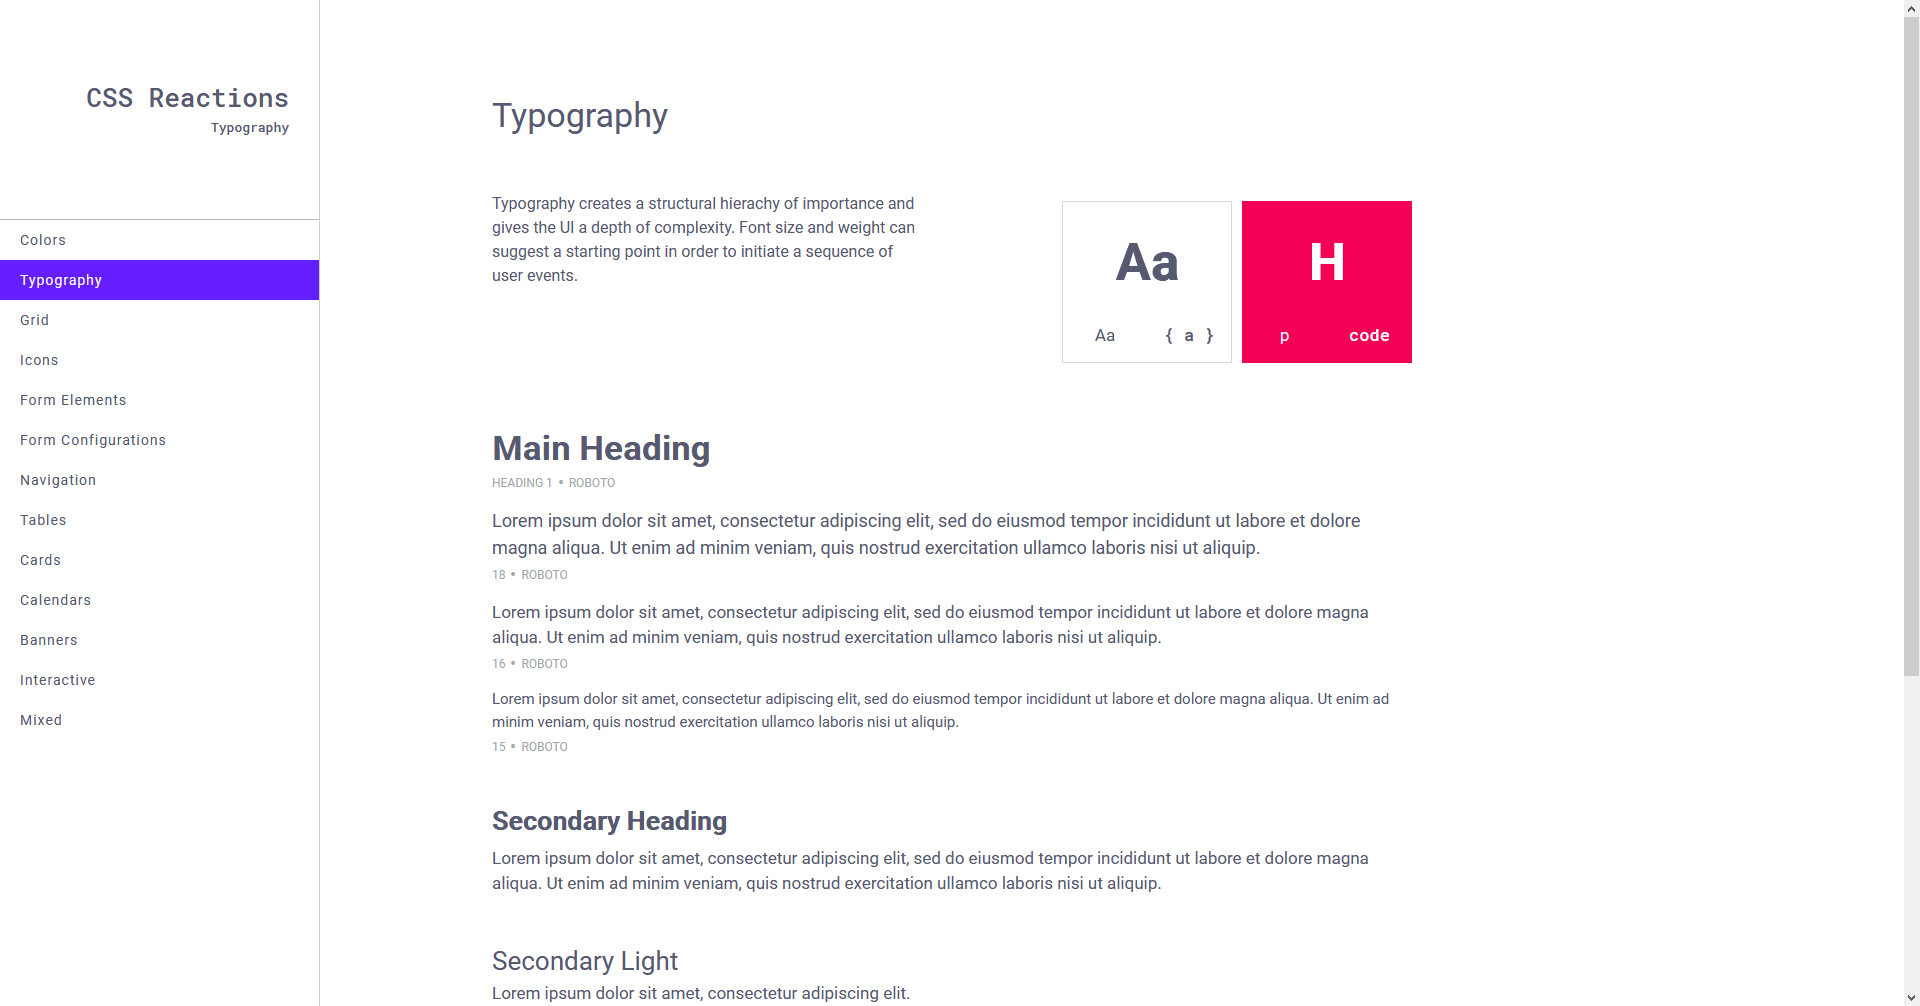 CSS Reactions
Typography
Colors
Typography
Grid
Icons
Form Elements
Form Configurations
Navigation
Tables
Cards
Calendars
Banners
Interactive
Mixed
Typography
Typography creates a structural hierachy of importance and
gives the UI a depth of complexity. Font size and weight can
suggest a starting point in order to initiate a sequence of
user events.
Aa
Aa { a }
H
p code
Main Heading
HEADING 1 • ROBOTO
Lorem ipsum dolor sit amet, consectetur adipiscing elit, sed do eiusmod tempor incididunt ut labore et dolore
magna aliqua. Ut enim ad minim veniam, quis nostrud exercitation ullamco laboris nisi ut aliquip.
18 • ROBOTO
Lorem ipsum dolor sit amet, consectetur adipiscing elit, sed do eiusmod tempor incididunt ut labore et dolore magna
aliqua. Ut enim ad minim veniam, quis nostrud exercitation ullamco laboris nisi ut aliquip.
16 • ROBOTO
Lorem ipsum dolor sit amet, consectetur adipiscing elit, sed do eiusmod tempor incididunt ut labore et dolore magna aliqua. Ut enim ad
minim veniam, quis nostrud exercitation ullamco laboris nisi ut aliquip.
15 • ROBOTO
Secondary Heading
Lorem ipsum dolor sit amet, consectetur adipiscing elit, sed do eiusmod tempor incididunt ut labore et dolore magna
aliqua. Ut enim ad minim veniam, quis nostrud exercitation ullamco laboris nisi ut aliquip.
Secondary Light
Lorem ipsum dolor sit amet, consectetur adipiscing elit.